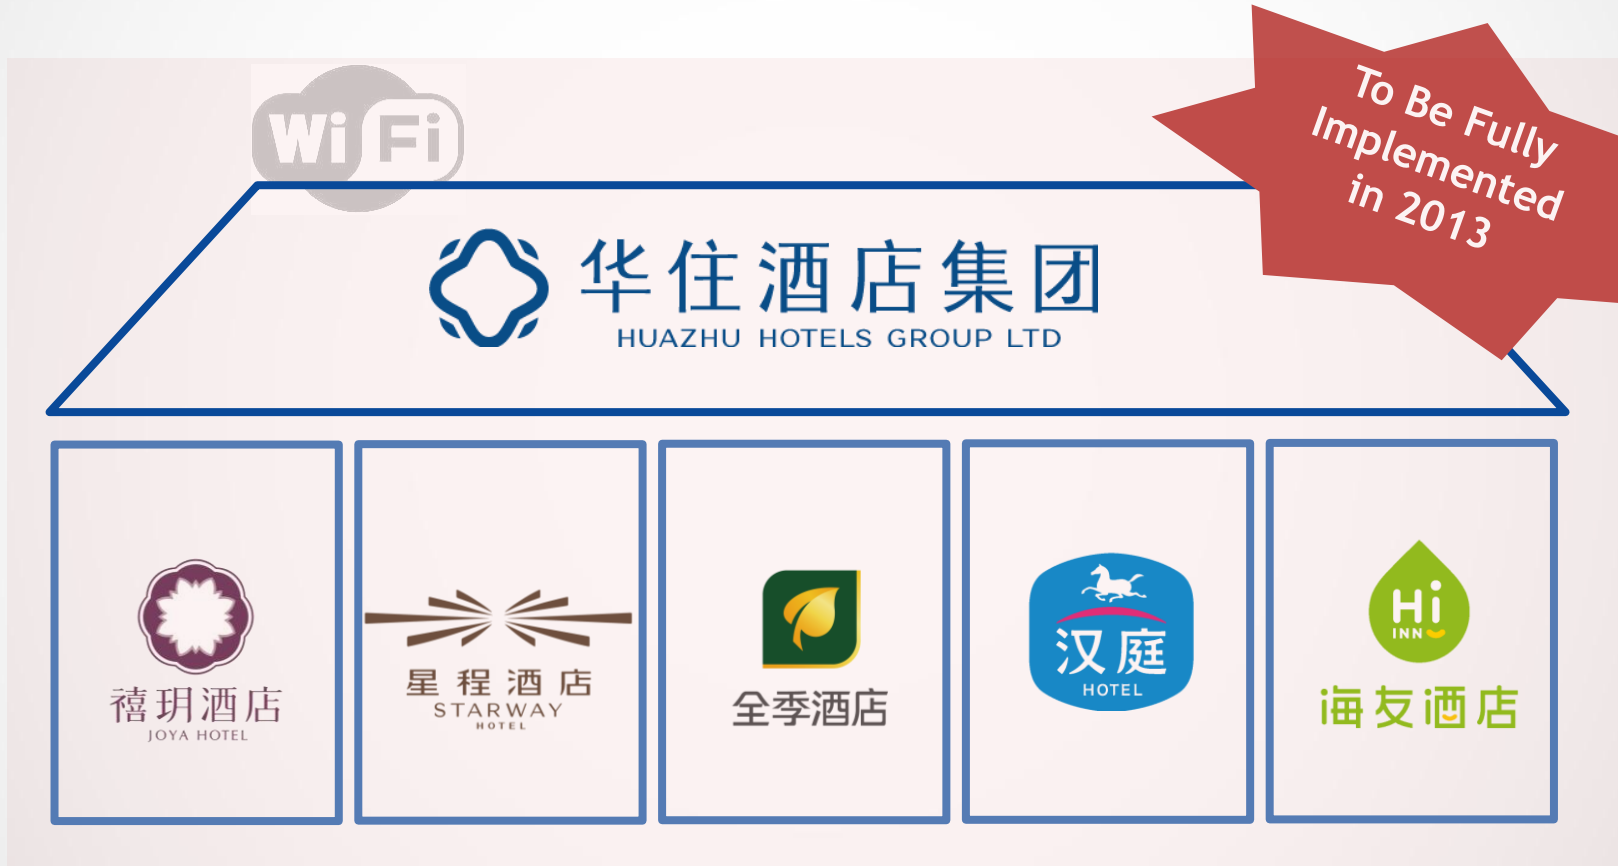 WiFi
To Be Fully
Implemented
in 2013
华住酒店集团
HUAZHU HOTELS GROUP LTD
禧玥酒店
JOYA HOTEL
星程酒店
STARWAY
HOTEL
全季酒店
汉庭
HOTEL
Hi
INN
海友酒店